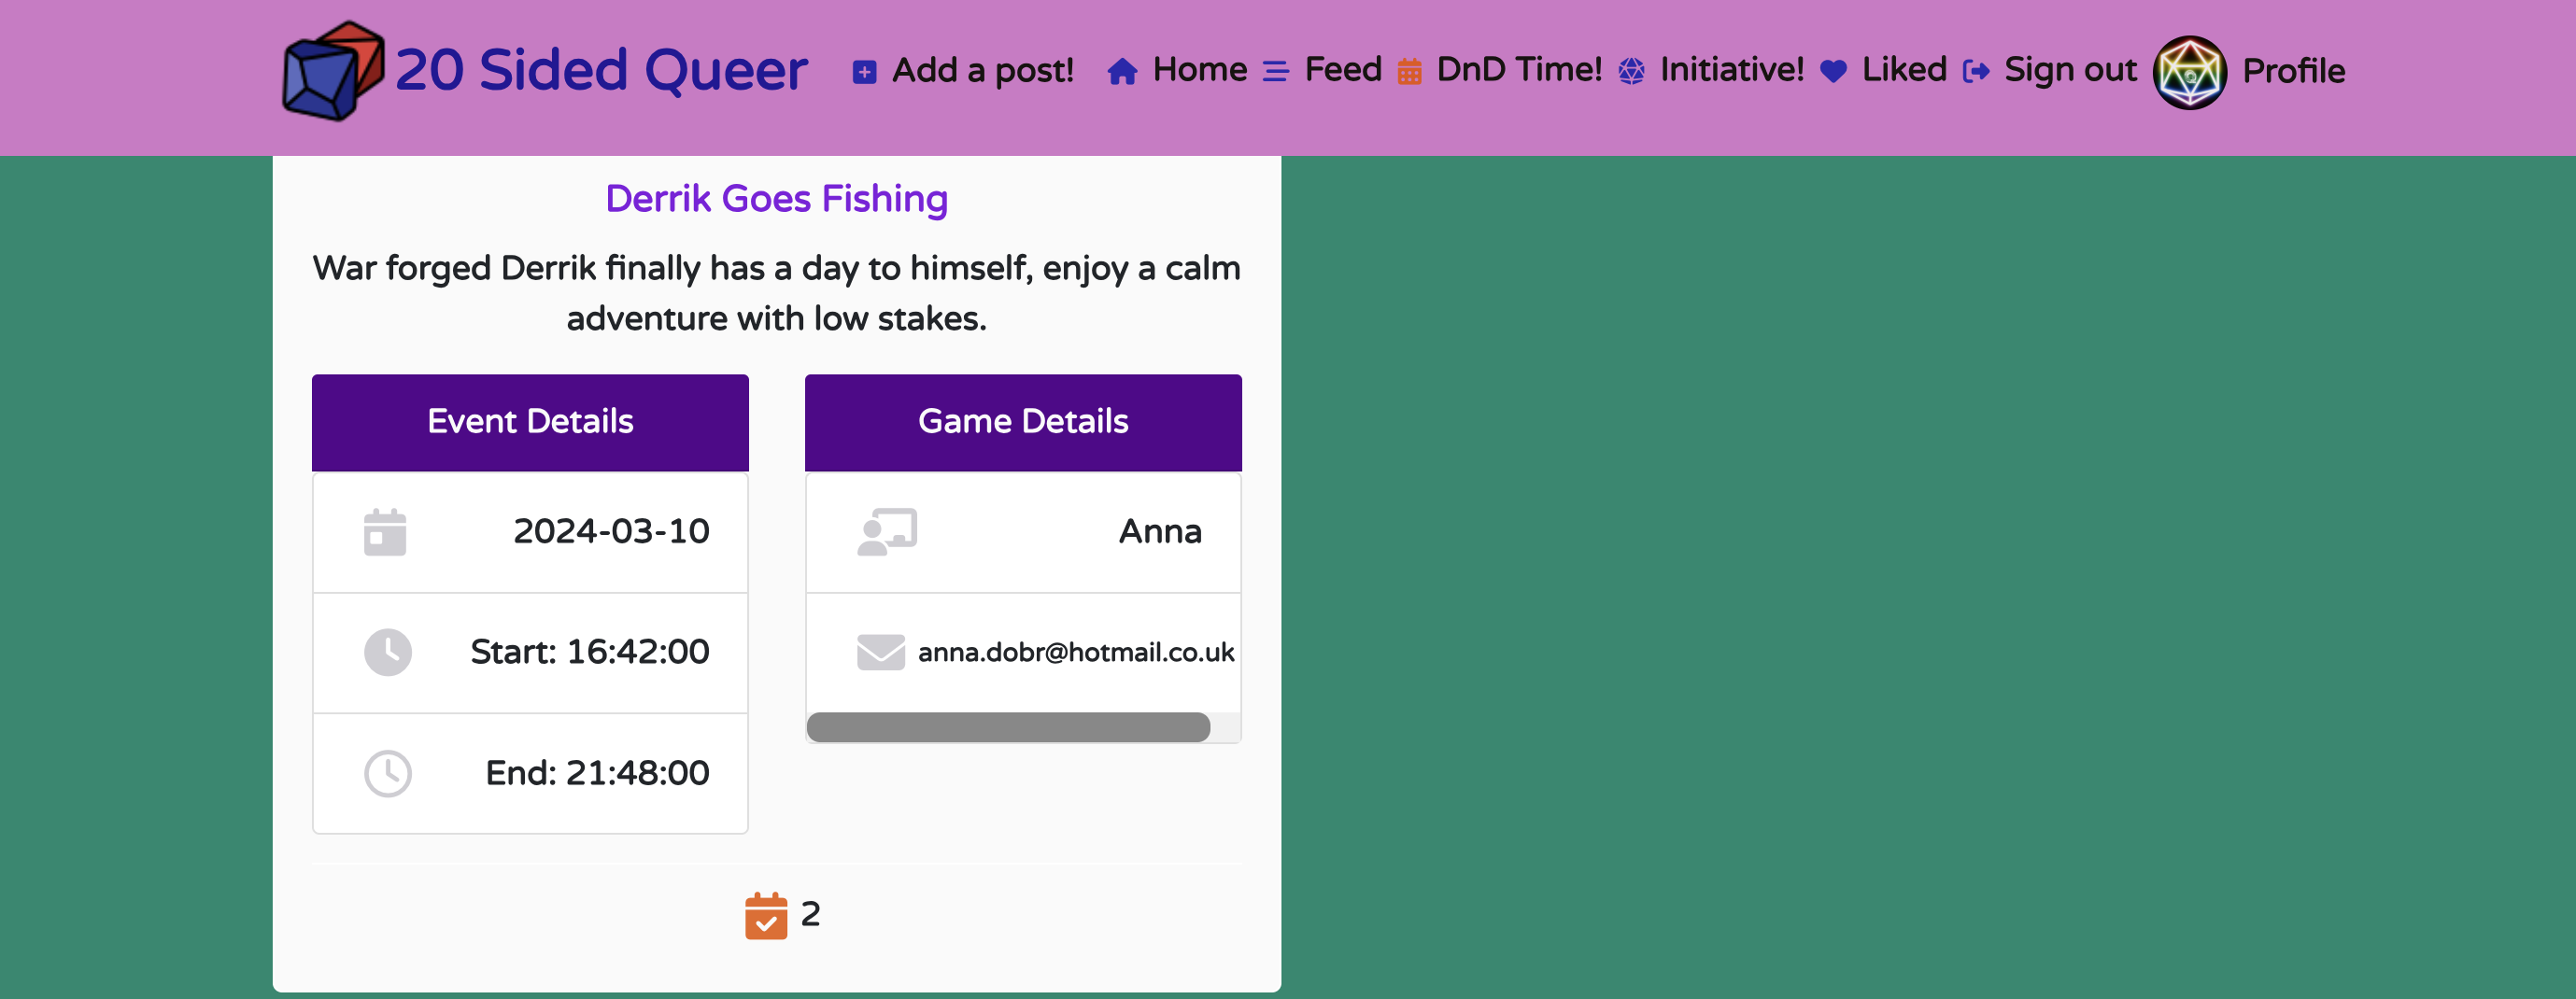 20 Sided Queer Add a post! Home Feed DnD Time! Initiative! Liked Sign out Profile
Derrik Goes Fishing
War forged Derrik finally has a day to himself, enjoy a calm
adventure with low stakes.
Event Details
2024-03-10
Start: 16:42:00
End: 21:48:00
Game Details
Anna
anna.dobr@hotmail.co.uk
2